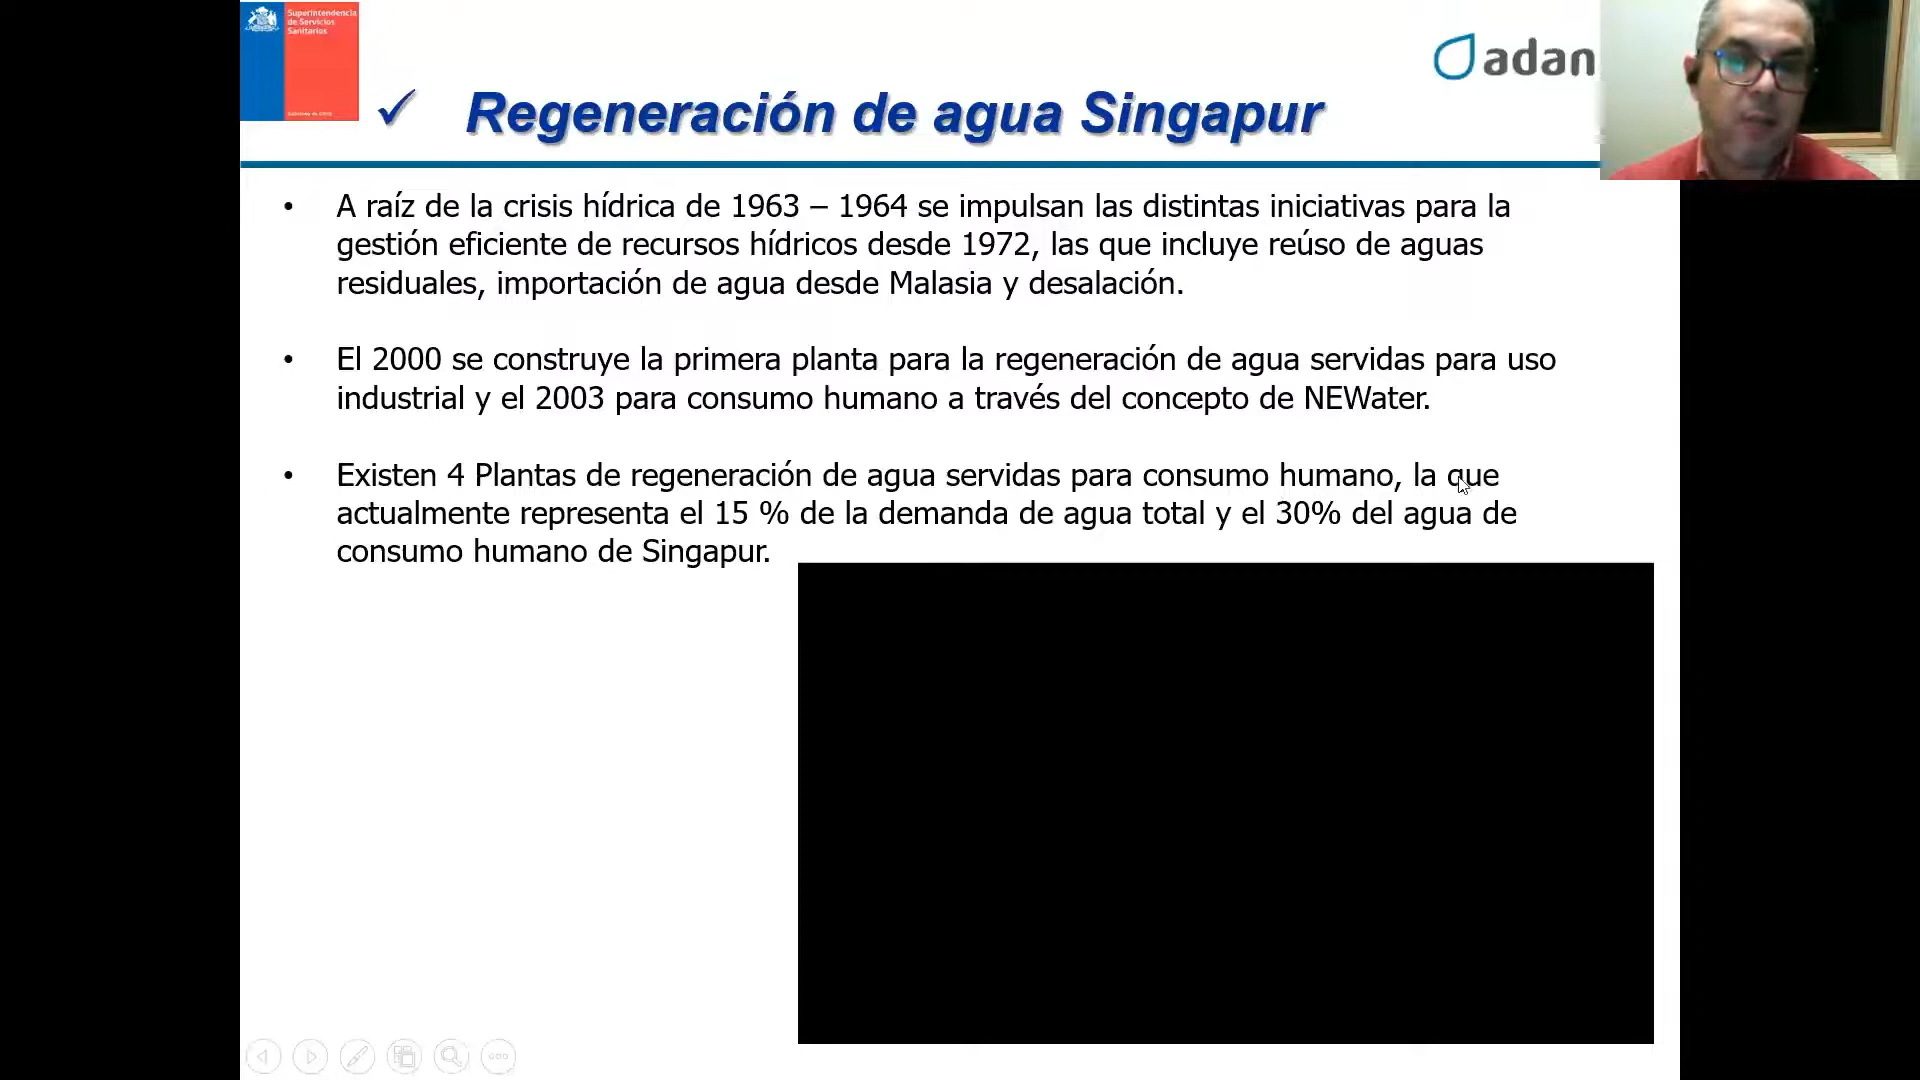 Superintendencia
de Servicios
Sanitarios
Gobierno de Chile
adan
✓ Regeneración de agua Singapur
• A raíz de la crisis hídrica de 1963 – 1964 se impulsan las distintas iniciativas para la
gestión eficiente de recursos hídricos desde 1972, las que incluye reúso de aguas
residuales, importación de agua desde Malasia y desalación.
• El 2000 se construye la primera planta para la regeneración de agua servidas para uso
industrial y el 2003 para consumo humano a través del concepto de NEWater.
• Existen 4 Plantas de regeneración de agua servidas para consumo humano, la que
actualmente representa el 15 % de la demanda de agua total y el 30% del agua de
consumo humano de Singapur.